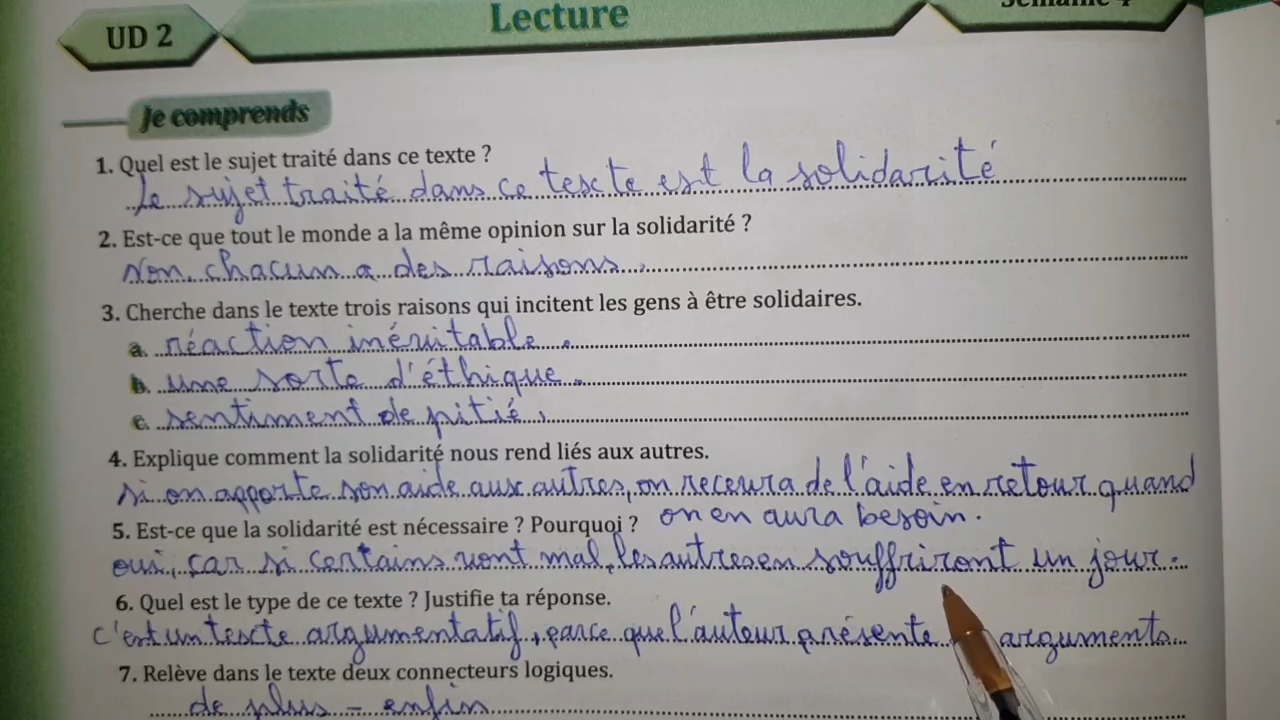 UD 2
Lecture
Semaine 4
Je comprends
1. Quel est le sujet traité dans ce texte ?
Le sujet traité dans ce texte est la solidarité
2. Est-ce que tout le monde a la même opinion sur la solidarité ?
Non, chacun a des raisons.
3. Cherche dans le texte trois raisons qui incitent les gens à être solidaires.
a. réaction inévitable.
b. une sorte d'éthique.
c. sentiment de pitié.
4. Explique comment la solidarité nous rend liés aux autres.
si on apporte son aide aux autres, on recevra de l'aide en retour quand
on en aura besoin.
5. Est-ce que la solidarité est nécessaire ? Pourquoi ?
oui, car si certains vont mal, les autres en souffriront un jour.
6. Quel est le type de ce texte ? Justifie ta réponse.
c'est un texte argumentatif, parce que l'auteur présente arguments
7. Relève dans le texte deux connecteurs logiques.
de plus - enfin